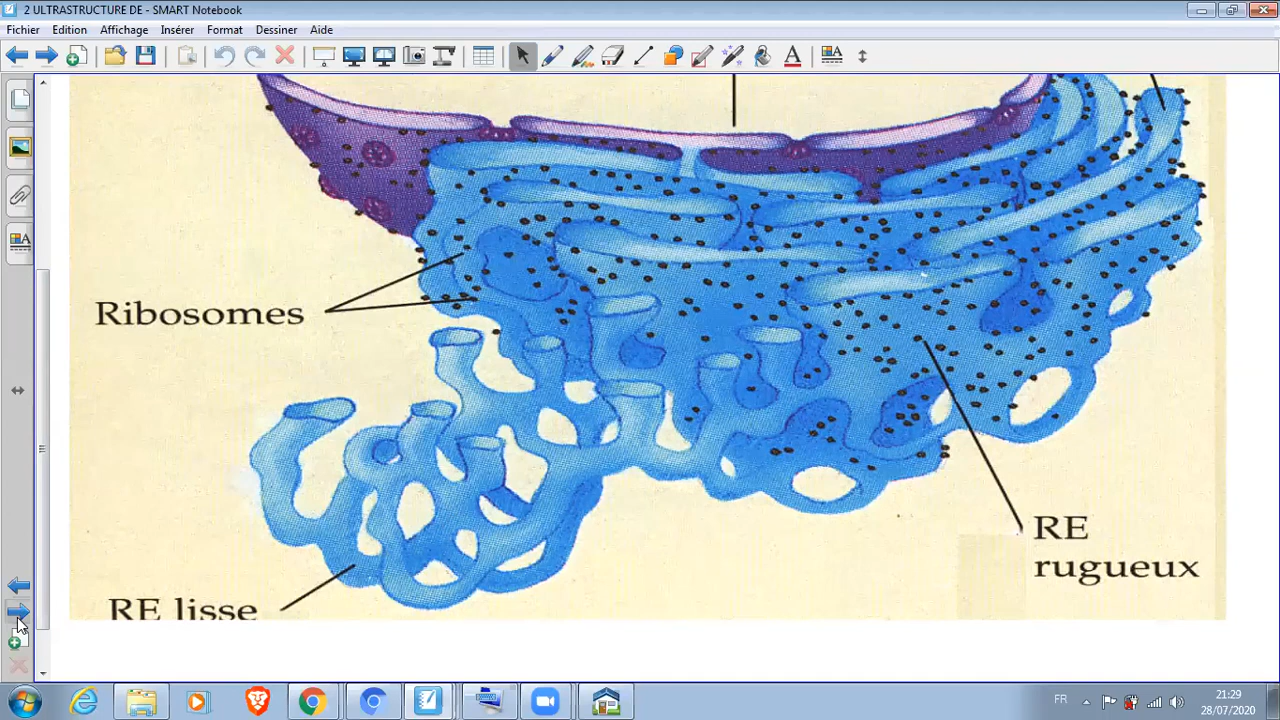 2 ULTRASTRUCTURE DE - SMART Notebook
Fichier Edition Affichage Insérer Format Dessiner Aide
Ribosomes
RE
rugueux
RE lisse
FR
21:29
28/07/2020